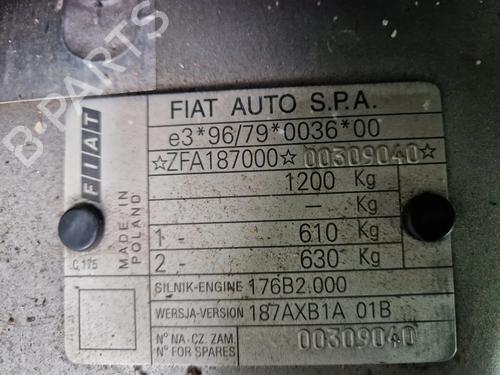 FIAT AUTO S.P.A.
e3*96/79*0036*00
☆ZFA187000☆ 00309040☆
1200 Kg
— Kg
1 - 610 Kg
2 - 630 Kg
SILNIK-ENGINE 176B2.000
WERSJA-VERSION 187AXB1A 01B
N° NA CZ. ZAM.
N° FOR SPARES 00309040
FIAT
MADE IN
POLAND
C.175